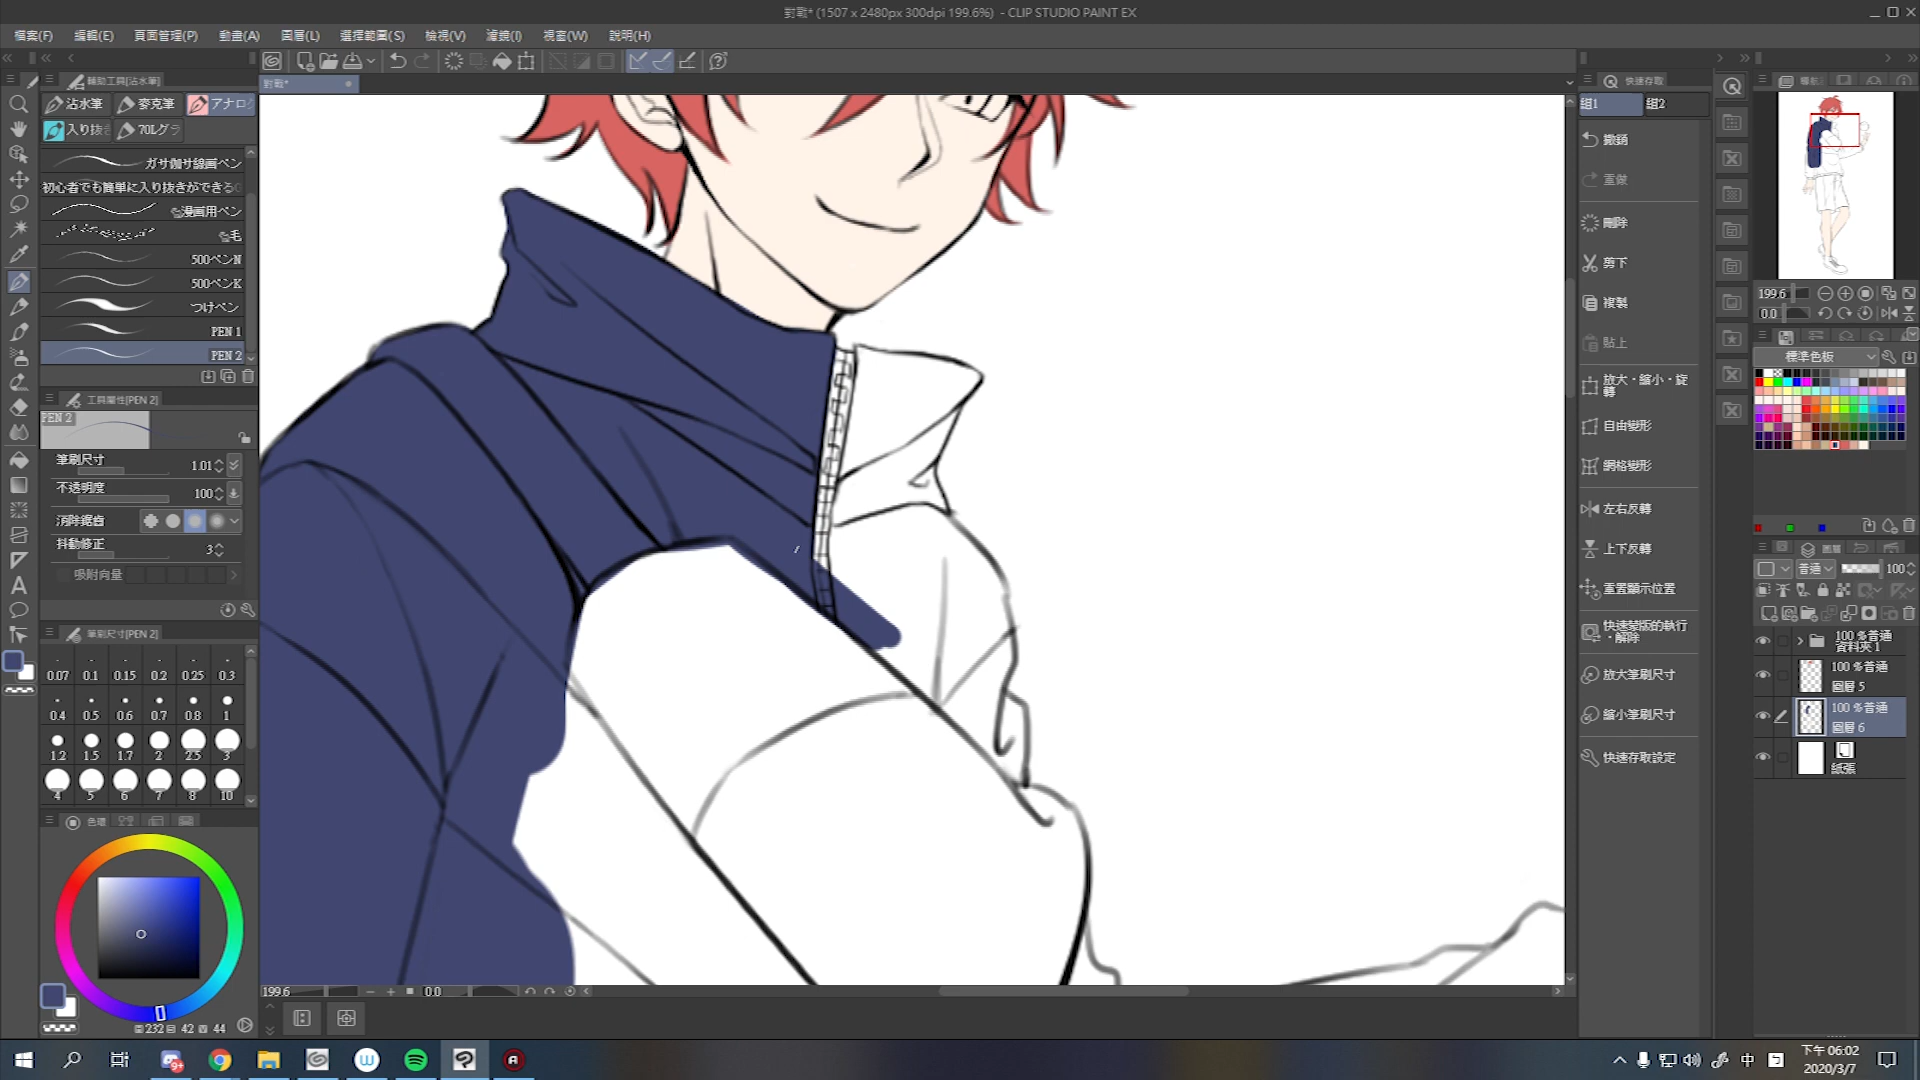 對戰* (1507 x 2480px 300dpi 199.6%) - CLIP STUDIO PAINT EX
檔案(F) 編輯(E) 頁面管理(P) 動畫(A) 圖層(L) 選擇範圍(S) 檢視(V) 濾鏡(I) 視窗(W) 說明(H)
輔助工具[沾水筆]
沾水筆 麥克筆 アナログ
入り抜き 70Lグラ
ガサ伽サ線画ペン
初心者でも簡単に入り抜きができる
漫画用ペン
毛
500ペンN
500ペンK
つけペン
PEN 1
PEN 2
工具屬性[PEN 2]
PEN 2
筆刷尺寸 1.01
不透明度 100
消除鋸齒
抖動修正 3
吸附向量
筆刷尺寸[PEN 2]
0.07 0.1 0.15 0.2 0.25 0.3
0.4 0.5 0.6 0.7 0.8 1
1.2 1.5 1.7 2 2.5 3
4 5 6 7 8 10
色環
232 42 44
對戰*
199.6 0.0
快速存取
組1 組2
撤銷
重做
刪除
剪下
複製
貼上
放大・縮小・旋
轉
自由變形
網格變形
左右反轉
上下反轉
重置顯示位置
快速蒙版的執行
・解除
放大筆刷尺寸
縮小筆刷尺寸
快速存取設定
199.6
0.0
標準色板
普通 100
100 %普通
資料夾 1
100 %普通
圖層 5
100 %普通
圖層 6
紙張
中
下午 06:02
2020/3/7